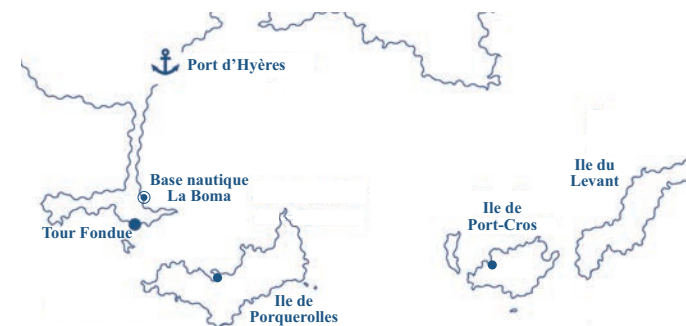 Port d'Hyères
Base nautique
La Boma
Tour Fondue
Ile de
Porquerolles
Ile de
Port-Cros
Ile du
Levant